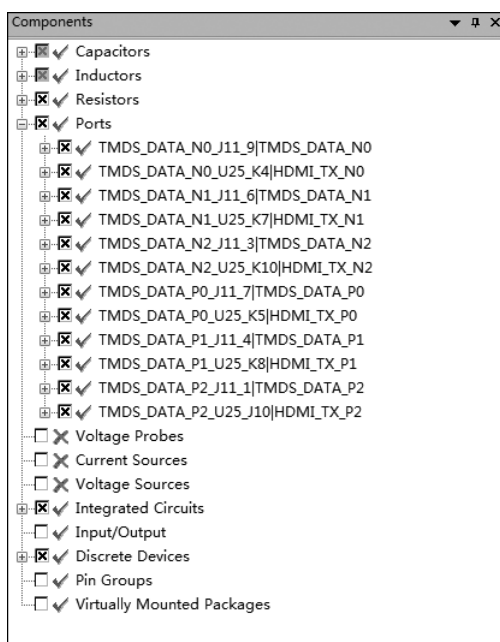 Components
Capacitors
Inductors
Resistors
Ports
TMDS_DATA_N0_J11_9|TMDS_DATA_N0
TMDS_DATA_N0_U25_K4|HDMI_TX_N0
TMDS_DATA_N1_J11_6|TMDS_DATA_N1
TMDS_DATA_N1_U25_K7|HDMI_TX_N1
TMDS_DATA_N2_J11_3|TMDS_DATA_N2
TMDS_DATA_N2_U25_K10|HDMI_TX_N2
TMDS_DATA_P0_J11_7|TMDS_DATA_P0
TMDS_DATA_P0_U25_K5|HDMI_TX_P0
TMDS_DATA_P1_J11_4|TMDS_DATA_P1
TMDS_DATA_P1_U25_K8|HDMI_TX_P1
TMDS_DATA_P2_J11_1|TMDS_DATA_P2
TMDS_DATA_P2_U25_J10|HDMI_TX_P2
Voltage Probes
Current Sources
Voltage Sources
Integrated Circuits
Input/Output
Discrete Devices
Pin Groups
Virtually Mounted Packages